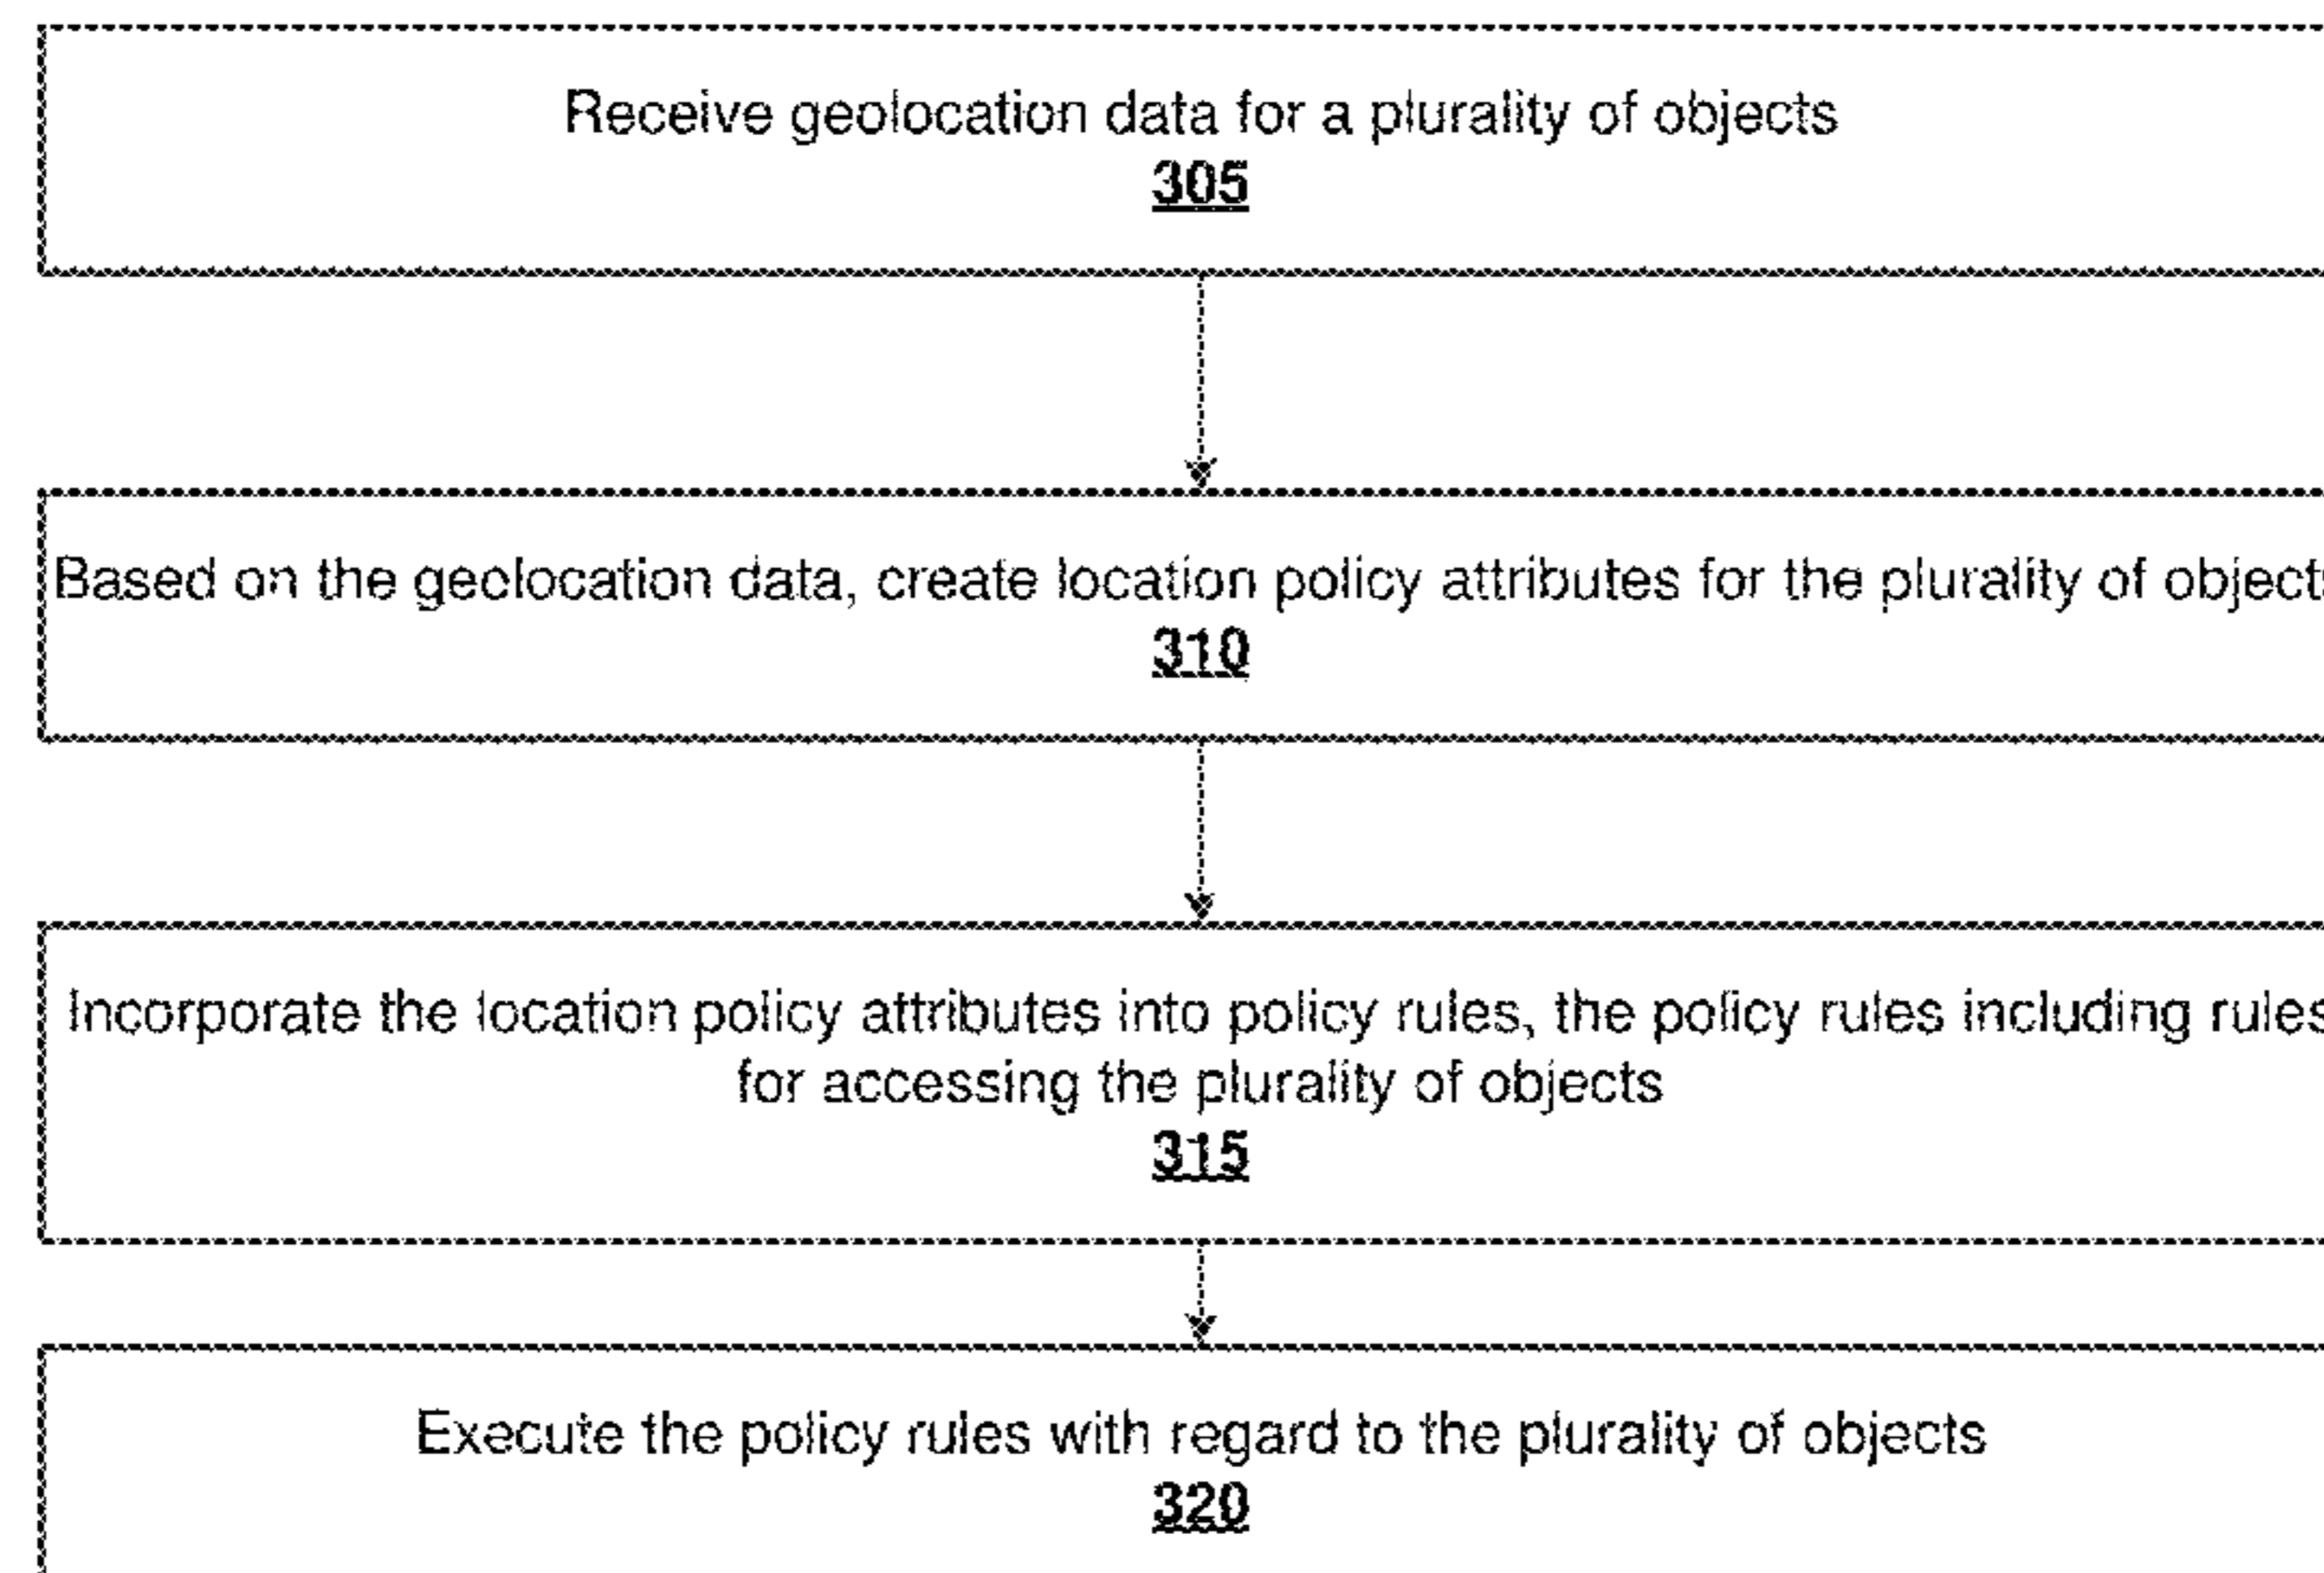 Receive geolocation data for a plurality of objects
305
Based on the geolocation data, create location policy attributes for the plurality of objects
310
Incorporate the location policy attributes into policy rules, the policy rules including rules
for accessing the plurality of objects
315
Execute the policy rules with regard to the plurality of objects
320